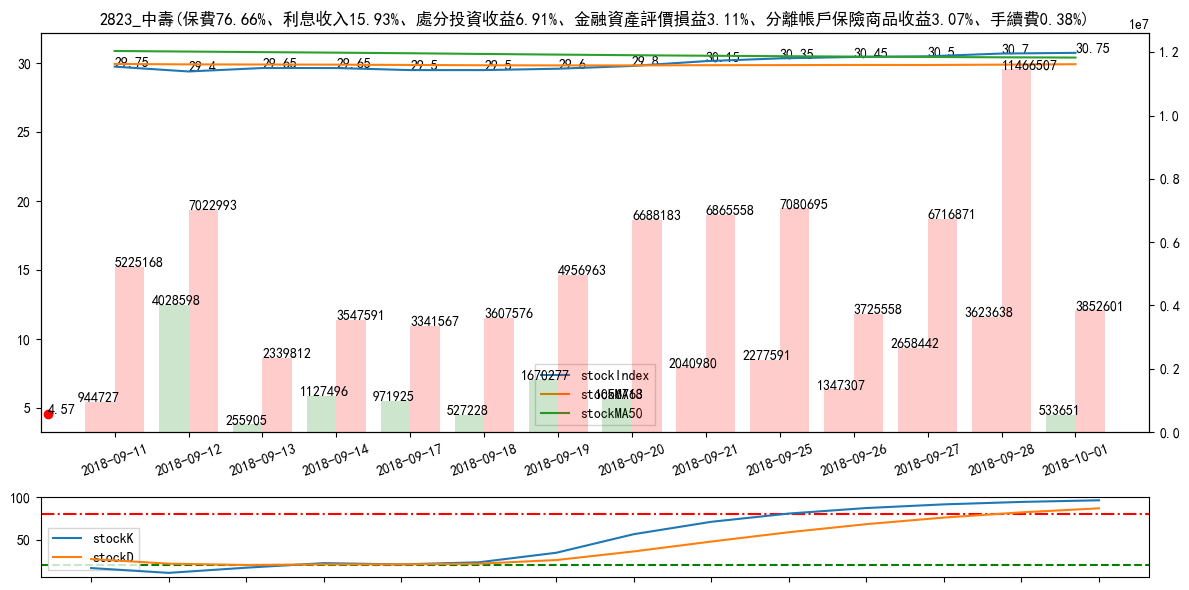 2823_中壽(保費76.66%、利息收入15.93%、處分投資收益6.91%、金融資產評價損益3.11%、分離帳戶保險商品收益3.07%、手續費0.38%)
1e7
29.75 29.4 29.65 29.65 29.5 29.5 29.6 29.8 30.15 30.35 30.45 30.5 30.7 30.75
30 25 20 15 10 5
1.2 1.0 0.8 0.6 0.4 0.2 0.0
11466507
5225168 7022993 2339812 3547591 3341567 3607576 4956963 6688183 6865558 7080695 3725558 6716871 3852601
944727 4028598 255905 1127496 971925 527228 1670277 2040980 2277591 1347307 2658442 3623638 533651
4.57
stockIndex
stockMA50
2018-09-11 2018-09-12 2018-09-13 2018-09-14 2018-09-17 2018-09-18 2018-09-19 2018-09-20 2018-09-21 2018-09-25 2018-09-26 2018-09-27 2018-09-28 2018-10-01
100
50
stockK
stockD